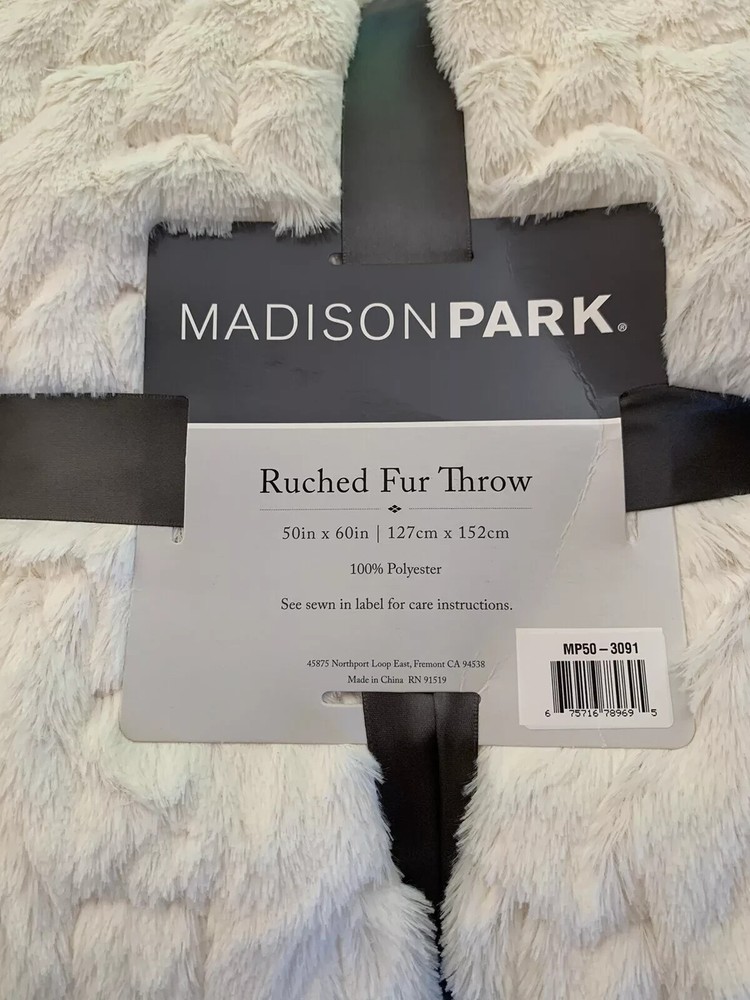 MADISONPARK®
Ruched Fur Throw
50in x 60in | 127cm x 152cm
100% Polyester
See sewn in label for care instructions.
45875 Northport Loop East, Fremont CA 94538
Made in China RN 91519
MP50-3091
6 75716 78969 5